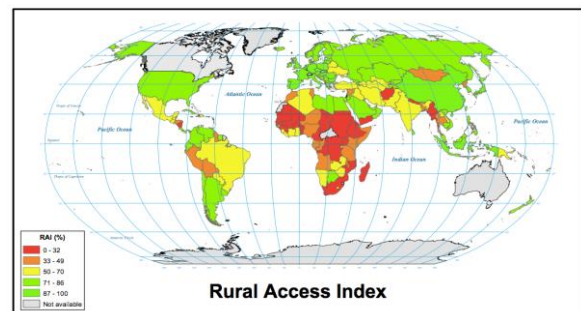 Atlantic Ocean
Pacific Ocean
Pacific Ocean
Indian Ocean
RAI (%)
0 - 32
33 - 49
50 - 70
71 - 86
87 - 100
Not available
Rural Access Index